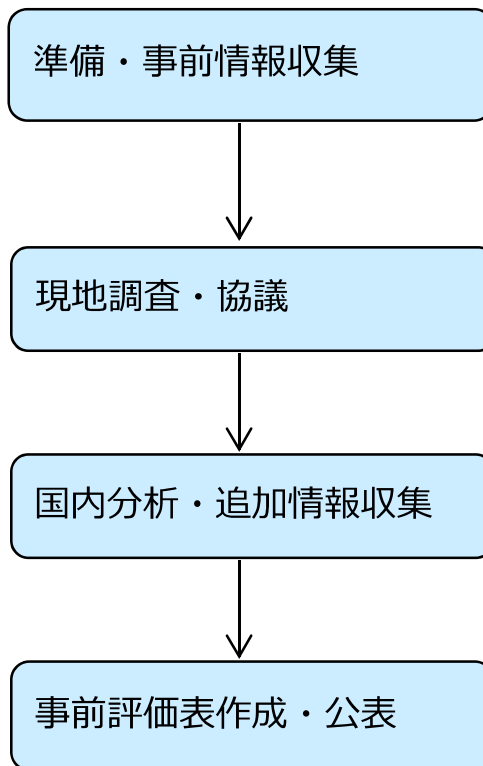 準備・事前情報収集
現地調査・協議
国内分析・追加情報収集
事前評価表作成・公表